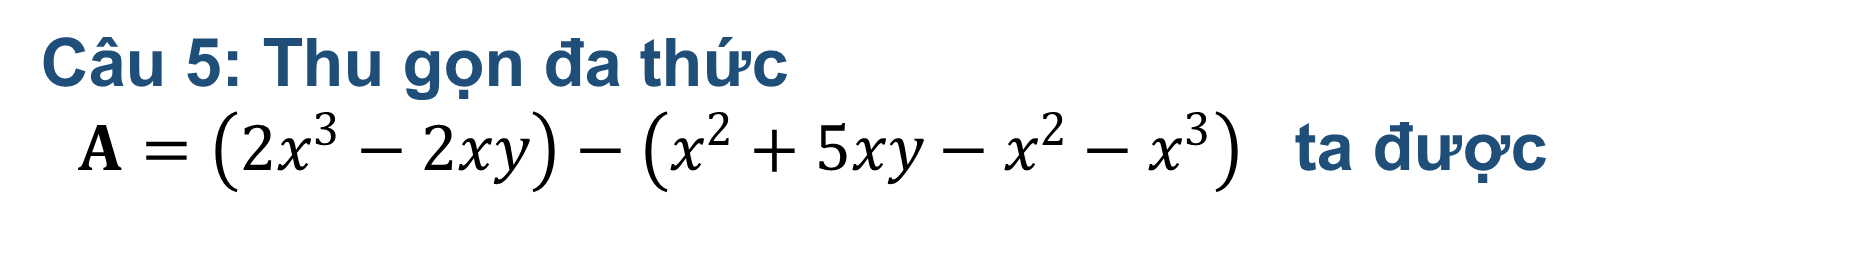 Câu 5: Thu gọn đa thức
A = (2x³ − 2xy) − (x² + 5xy − x² − x³) ta được